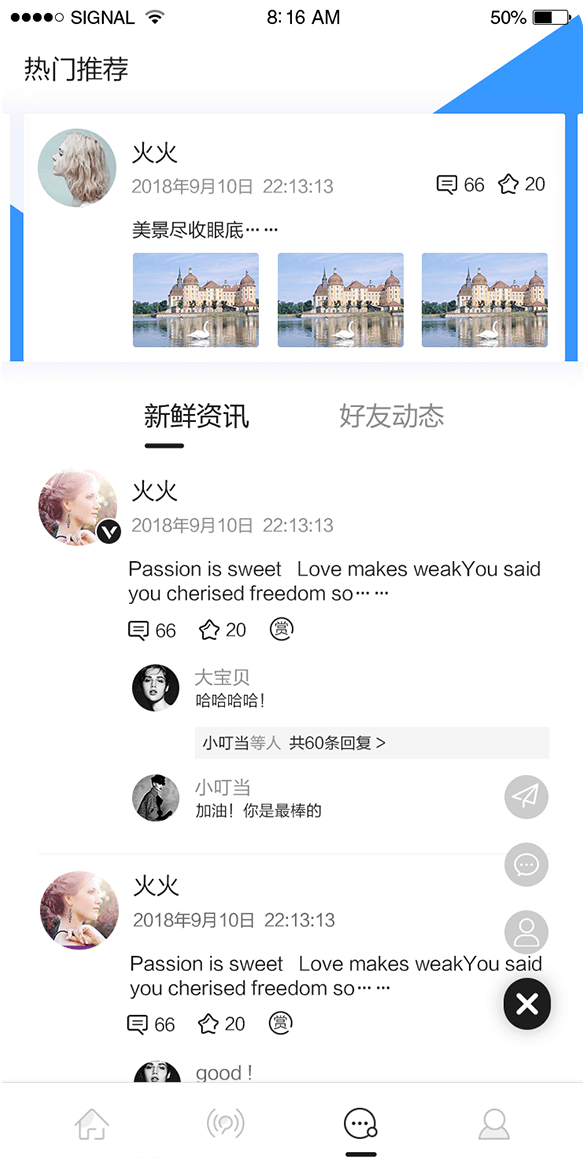 SIGNAL 8:16 AM 50%
热门推荐
火火
2018年9月10日 22:13:13 66 20
美景尽收眼底……
新鲜资讯 好友动态
火火
2018年9月10日 22:13:13
Passion is sweet Love makes weakYou said
you cherised freedom so……
66 20 赏
大宝贝
哈哈哈哈!
小叮当等人 共60条回复 >
小叮当
加油!你是最棒的
火火
2018年9月10日 22:13:13
Passion is sweet Love makes weakYou said
you cherised freedom so……
66 20 赏
good !